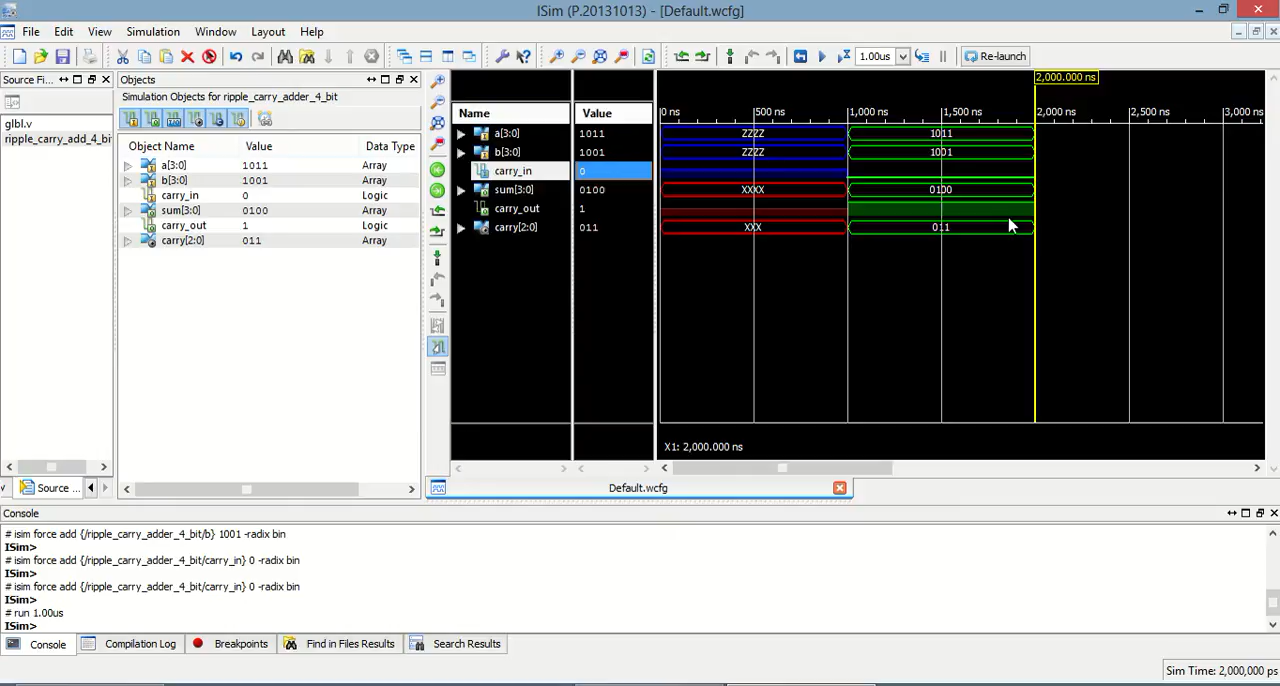 ISim (P.20131013) - [Default.wcfg]
File Edit View Simulation Window Layout Help
1.00us Re-launch
Source Fi... Objects
Simulation Objects for ripple_carry_adder_4_bit
glbl.v
ripple_carry_add_4_bi
Object Name Value Data Type
a[3:0] 1011 Array
b[3:0] 1001 Array
carry_in 0 Logic
sum[3:0] 0100 Array
carry_out 1 Logic
carry[2:0] 011 Array
2,000.000 ns
Name Value
0 ns 500 ns 1,000 ns 1,500 ns 2,000 ns 2,500 ns 3,000 ns
a[3:0] 1011 ZZZZ 1011
b[3:0] 1001 ZZZZ 1001
carry_in 0
sum[3:0] 0100 XXXX 0100
carry_out 1
carry[2:0] 011 XXX 011
X1: 2,000.000 ns
Source ...
Default.wcfg
Console
# isim force add {/ripple_carry_adder_4_bit/b} 1001 -radix bin
ISim>
# isim force add {/ripple_carry_adder_4_bit/carry_in} 0 -radix bin
ISim>
# isim force add {/ripple_carry_adder_4_bit/carry_in} 0 -radix bin
ISim>
# run 1.00us
ISim>
Console Compilation Log Breakpoints Find in Files Results Search Results
Sim Time: 2,000,000 ps